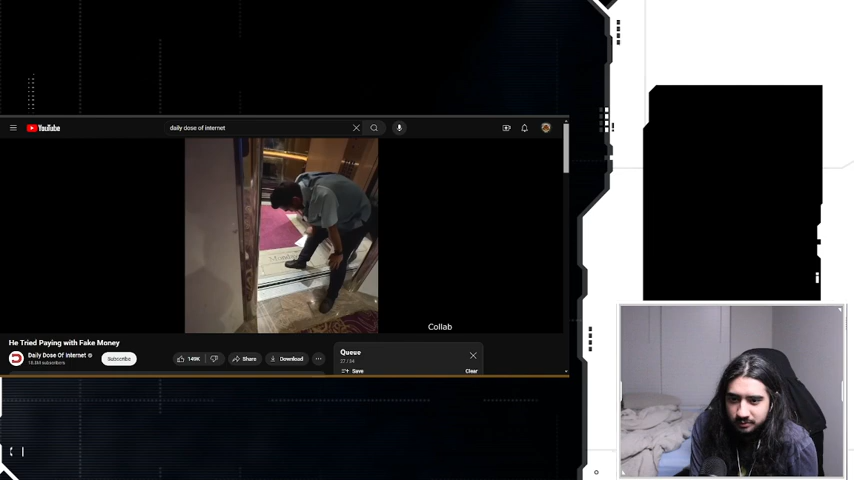 YouTube
daily dose of internet
Collab
He Tried Paying with Fake Money
Daily Dose Of Internet
Subscribe
149K
Share
Download
Queue
Save
Clear